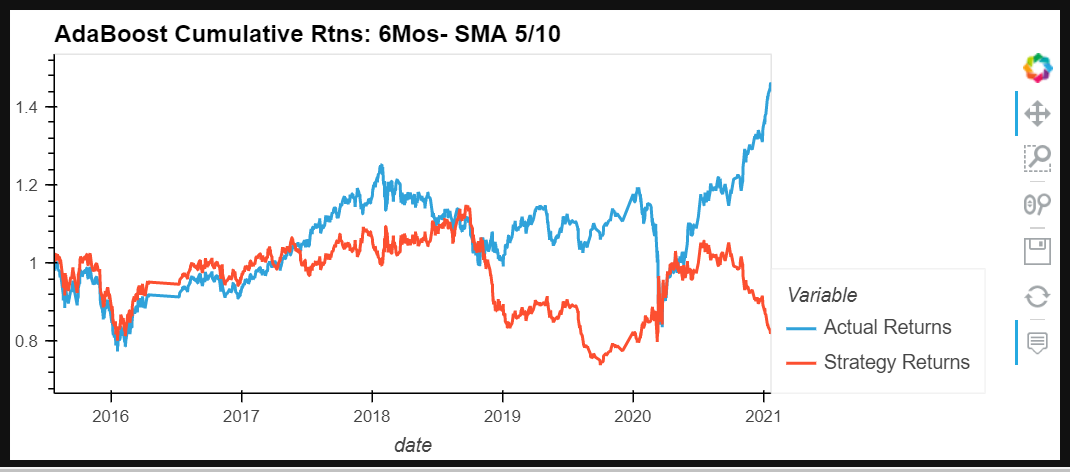 AdaBoost Cumulative Rtns: 6Mos- SMA 5/10
1.4
1.2
1
0.8
2016 2017 2018 2019 2020 2021
date
Variable
Actual Returns
Strategy Returns